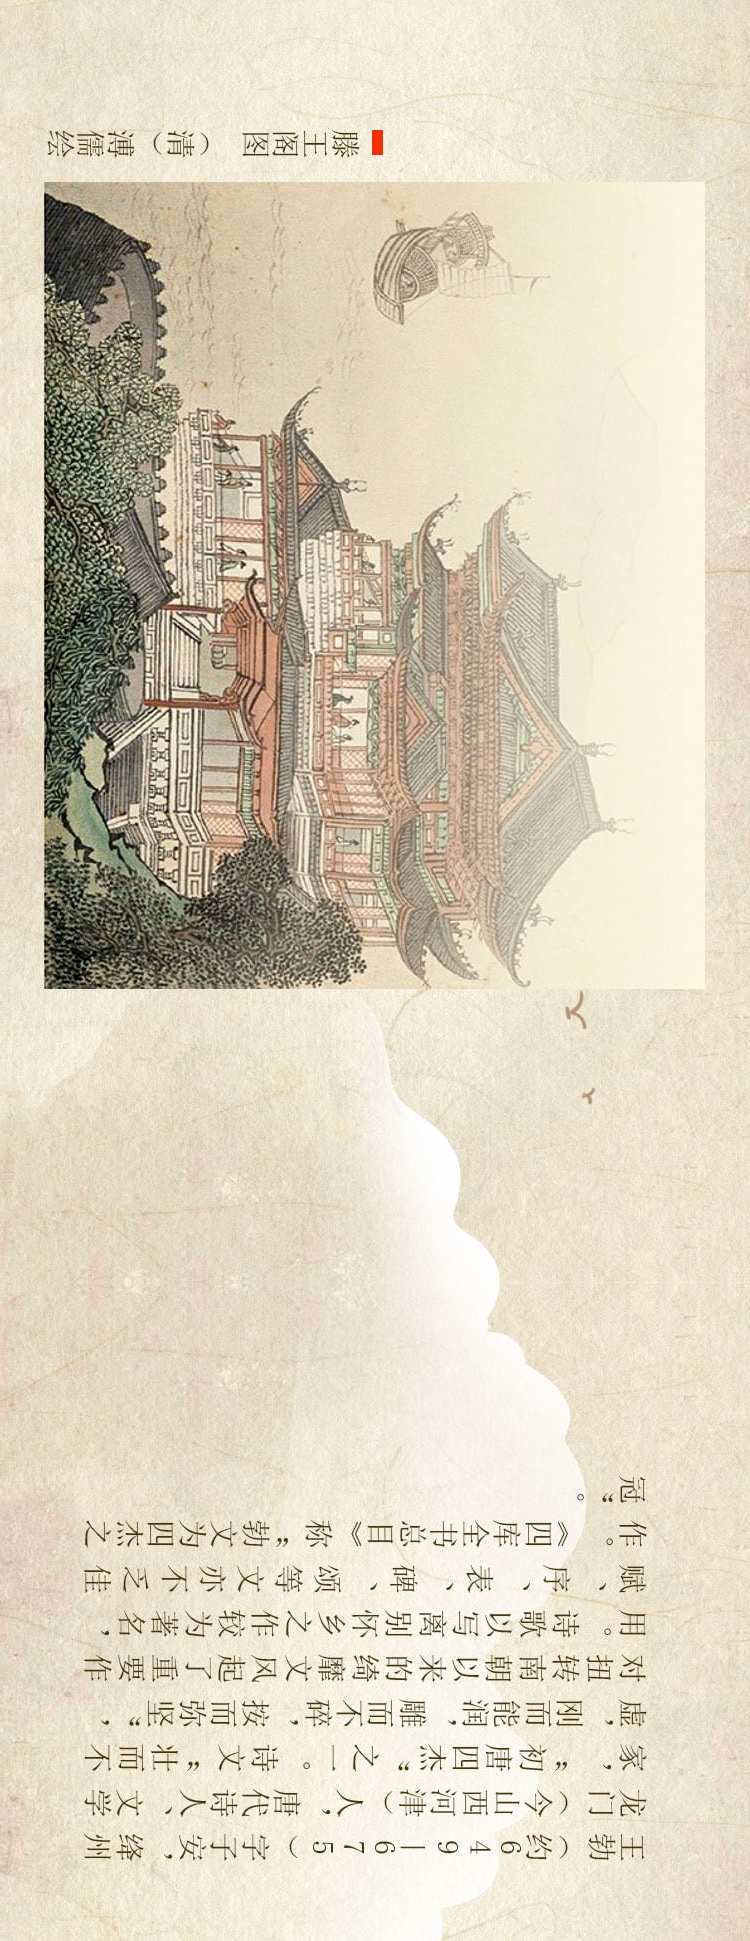 滕王阁图 （清）溥儒绘
王勃（约649—675）字子安，绛州
龙门（今山西河津）人，唐代诗人、文学
家，“初唐四杰”之一。诗文“壮而不
虚，刚而能润，雕而不碎，按而弥坚”，
对扭转南朝以来的绮靡文风起了重要作
用。诗歌以写离别怀乡之作较为著名，
赋、序、表、碑、颂等文亦不乏佳
作。《四库全书总目》称“勃文为四杰之
冠”。